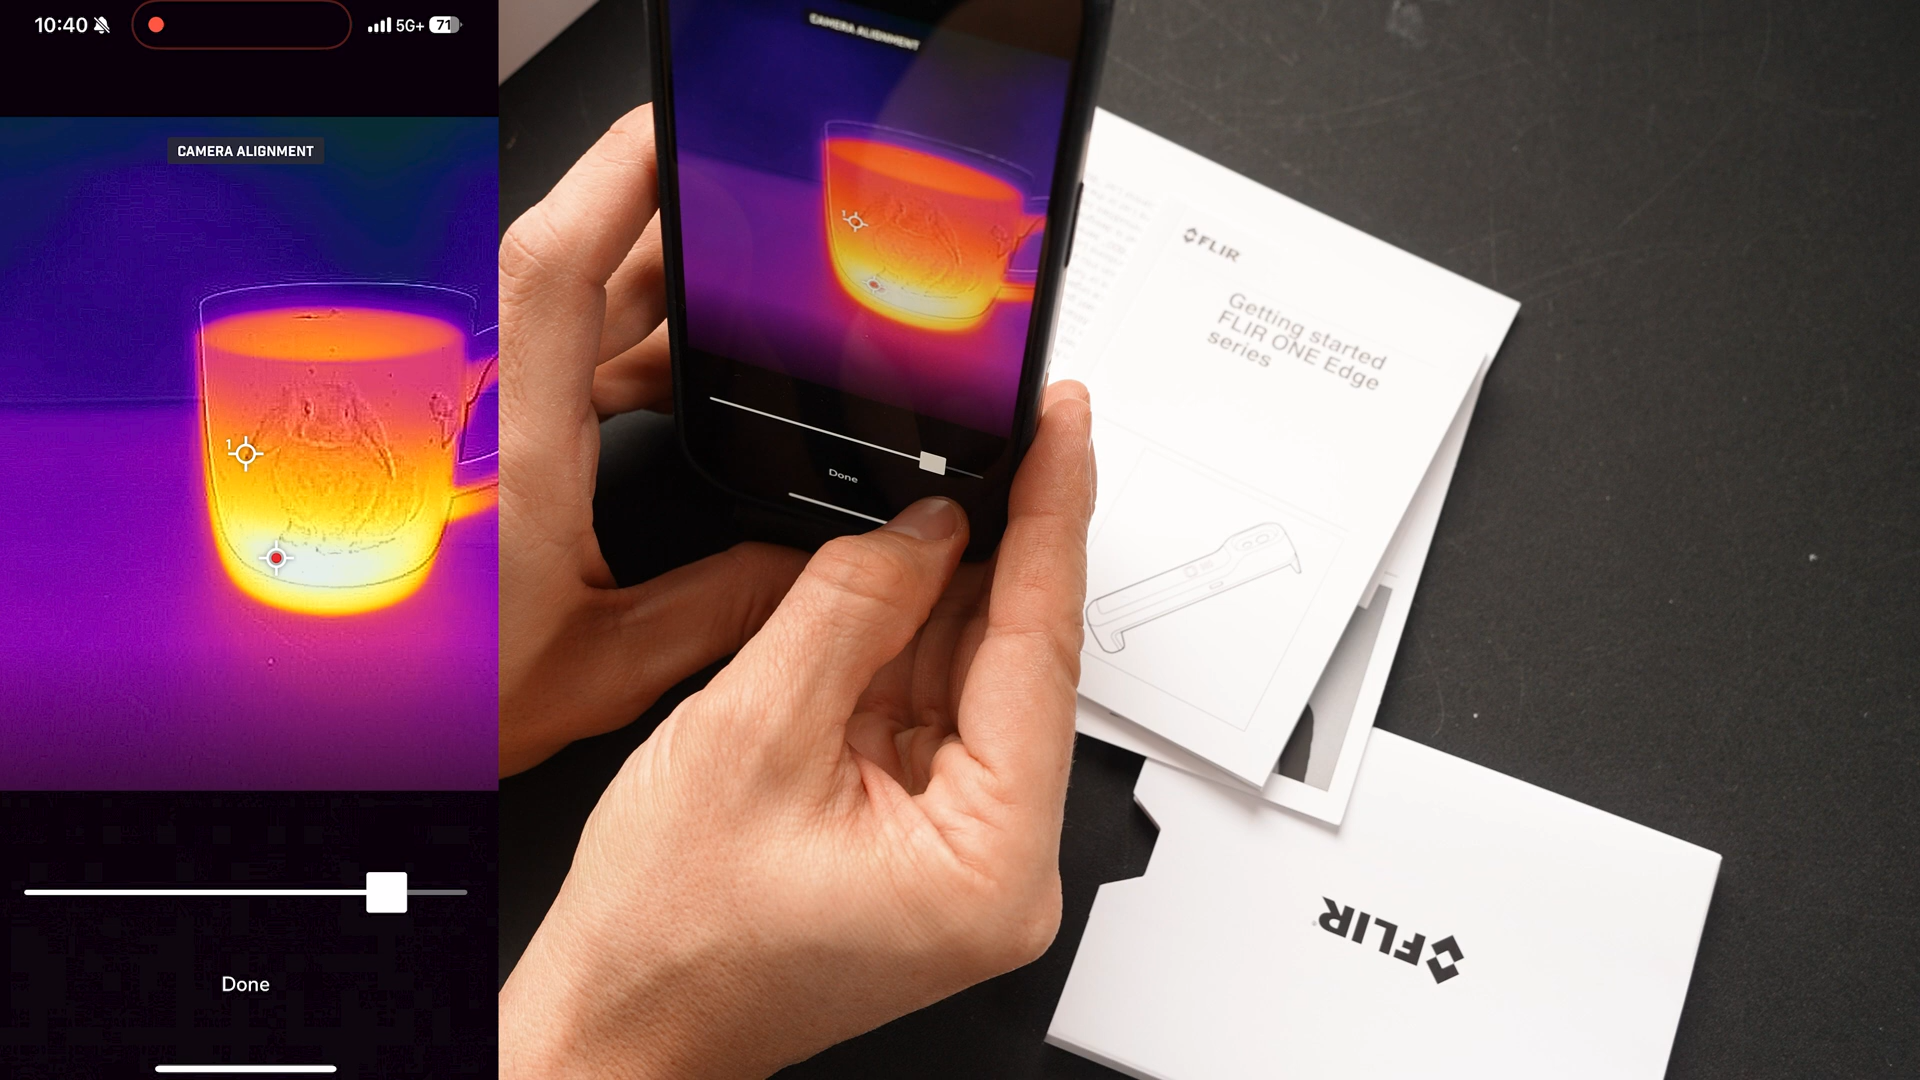 10:40
5G+ 71
CAMERA ALIGNMENT
1
Done
CAMERA ALIGNMENT
1
Done
FLIR
Getting started
FLIR ONE Edge
series
FLIR